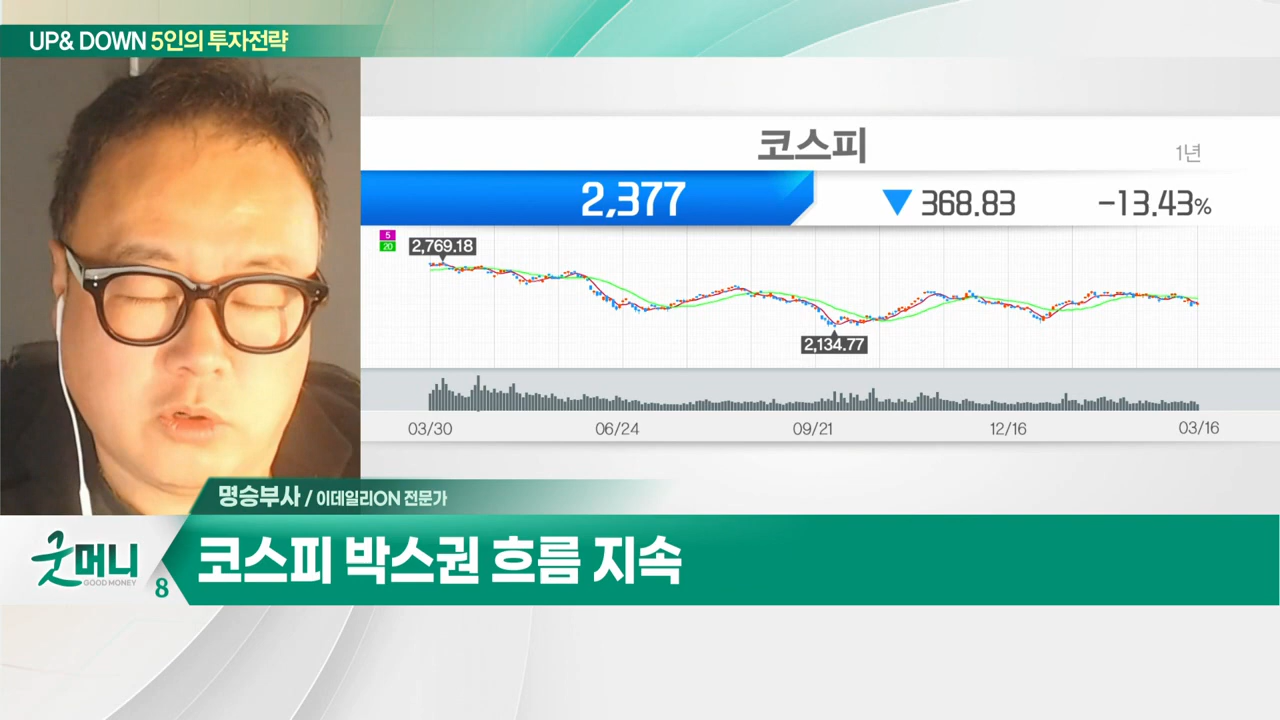 UP& DOWN 5인의 투자전략
코스피
1년
2,377 ▼ 368.83 -13.43%
5
20
2,769.18
2,134.77
03/30 06/24 09/21 12/16 03/16
명승부사 / 이데일리ON 전문가
굿머니
GOOD MONEY
8
코스피 박스권 흐름 지속